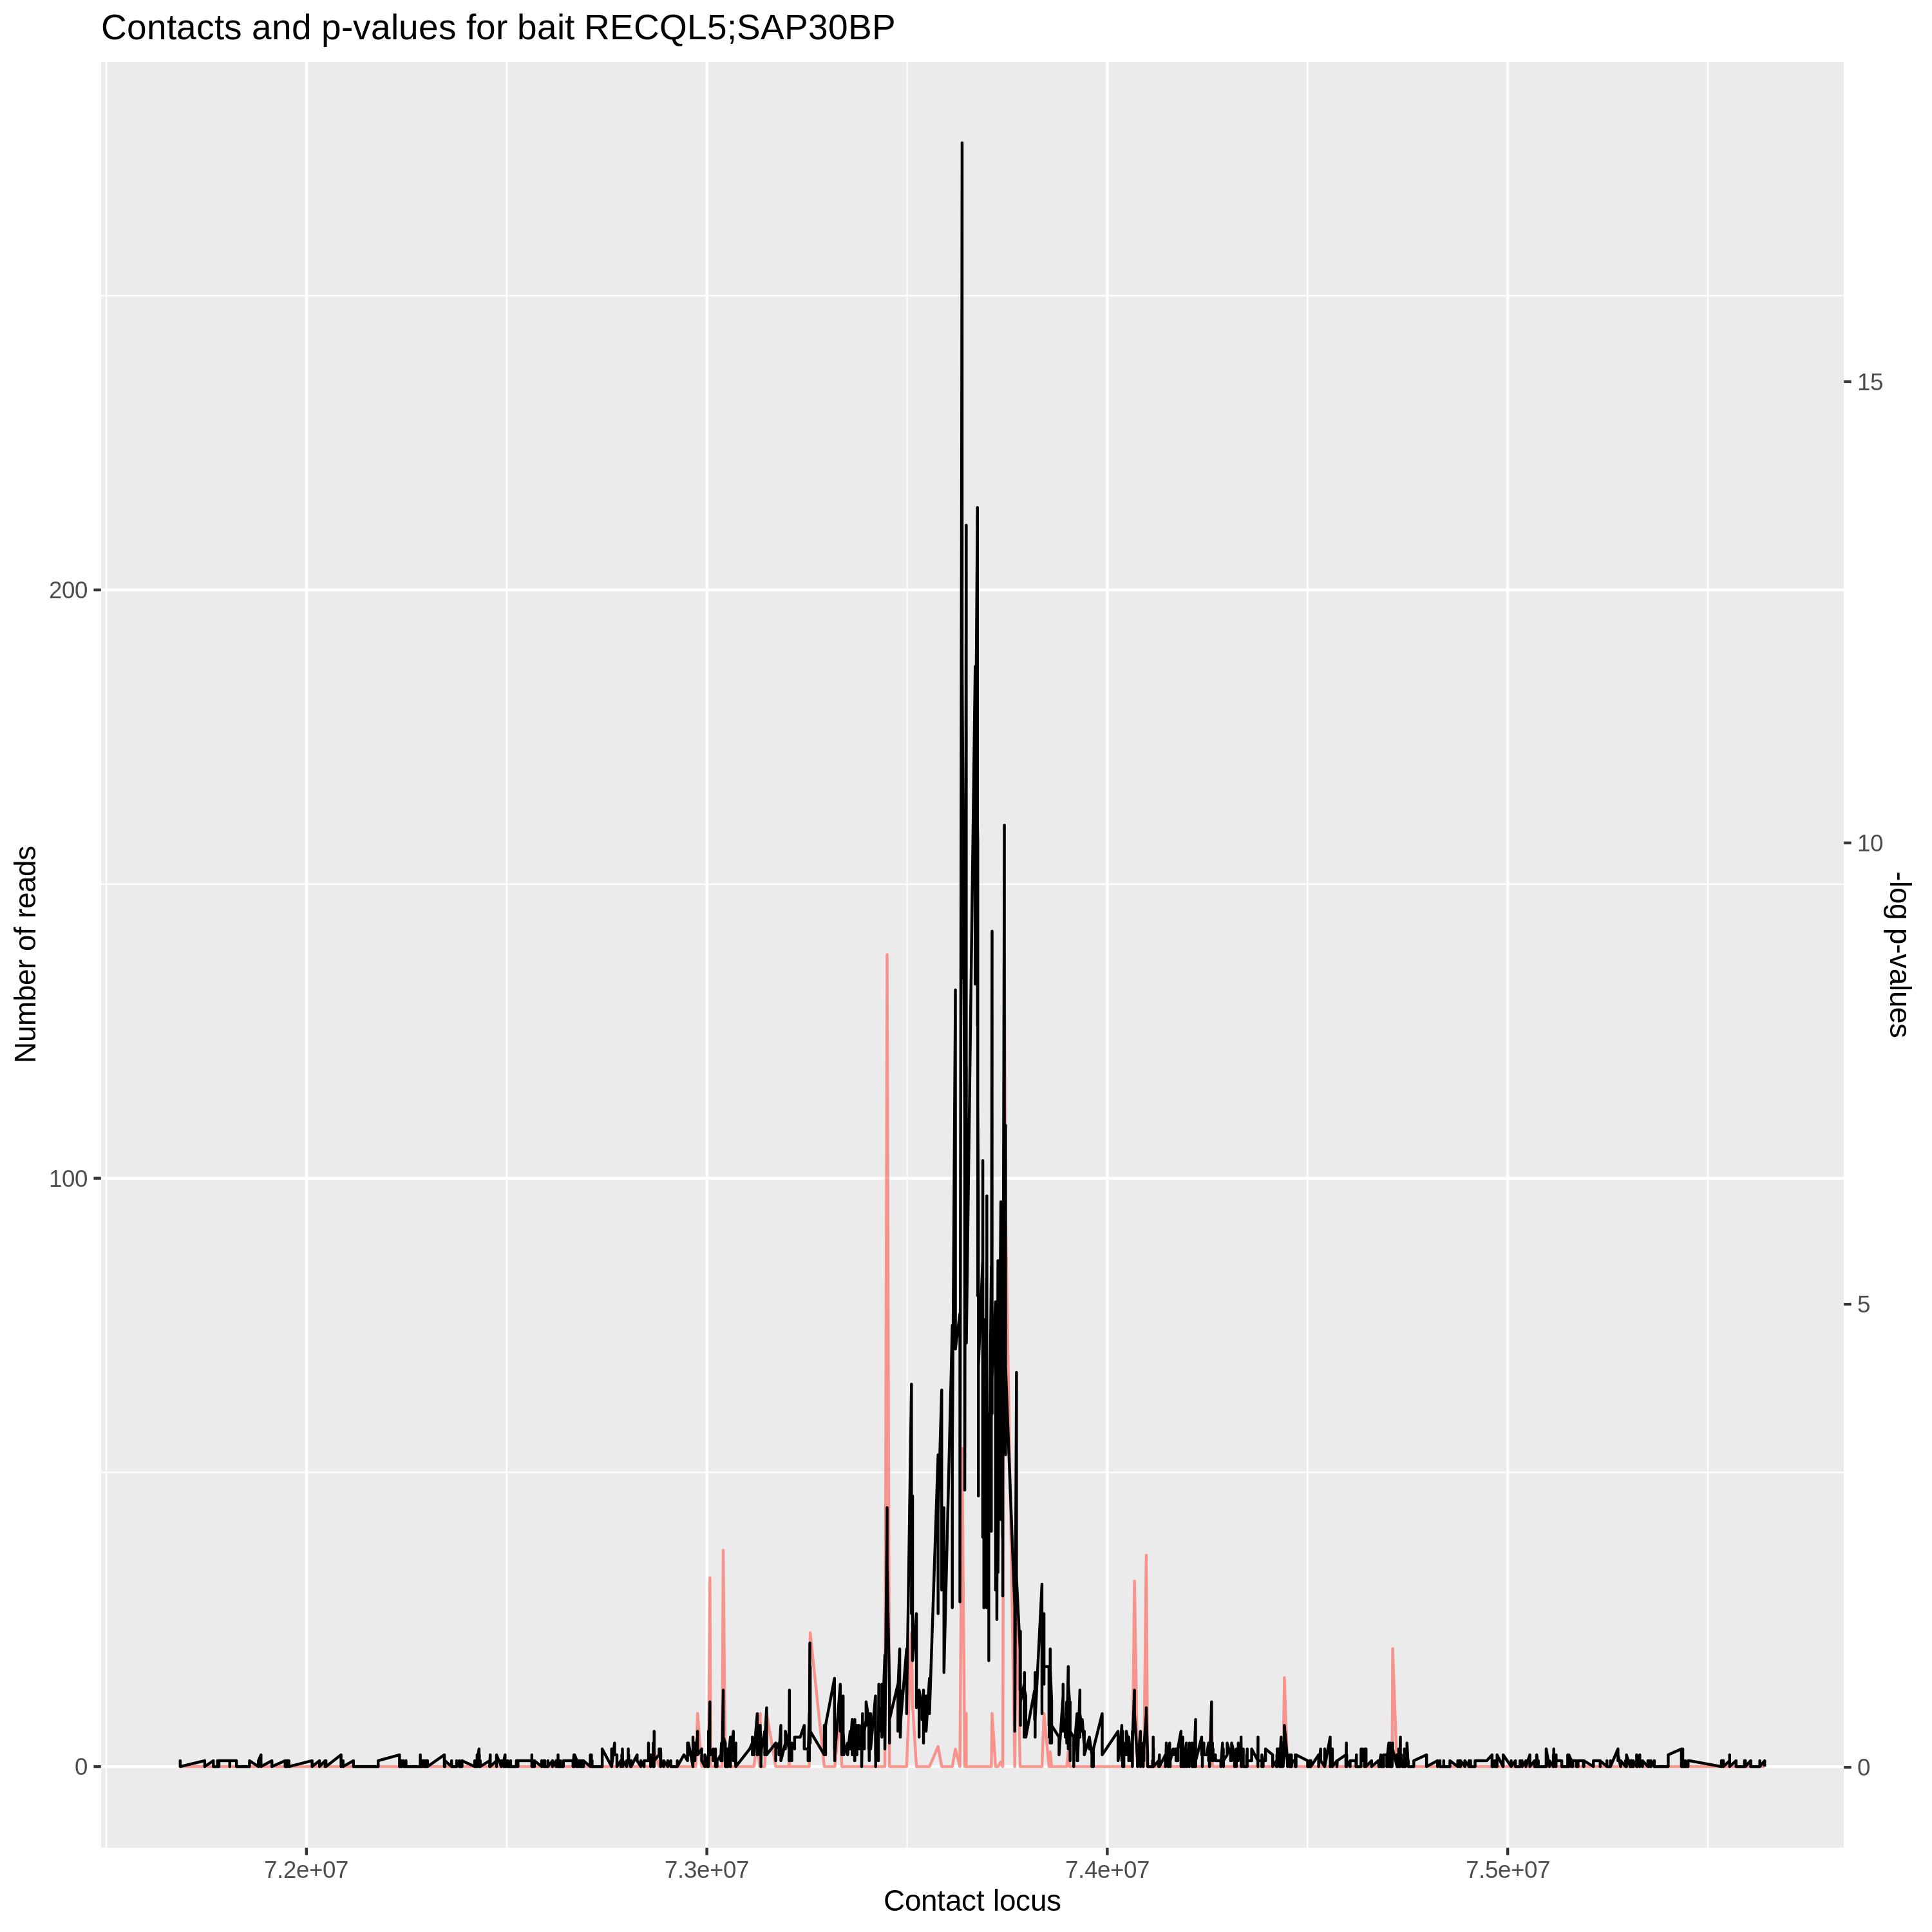 Contacts and p-values for bait RECQL5;SAP30BP
200
100
0
Number of reads
15
10
5
0
-log p-values
7.2e+07
7.3e+07
7.4e+07
7.5e+07
Contact locus